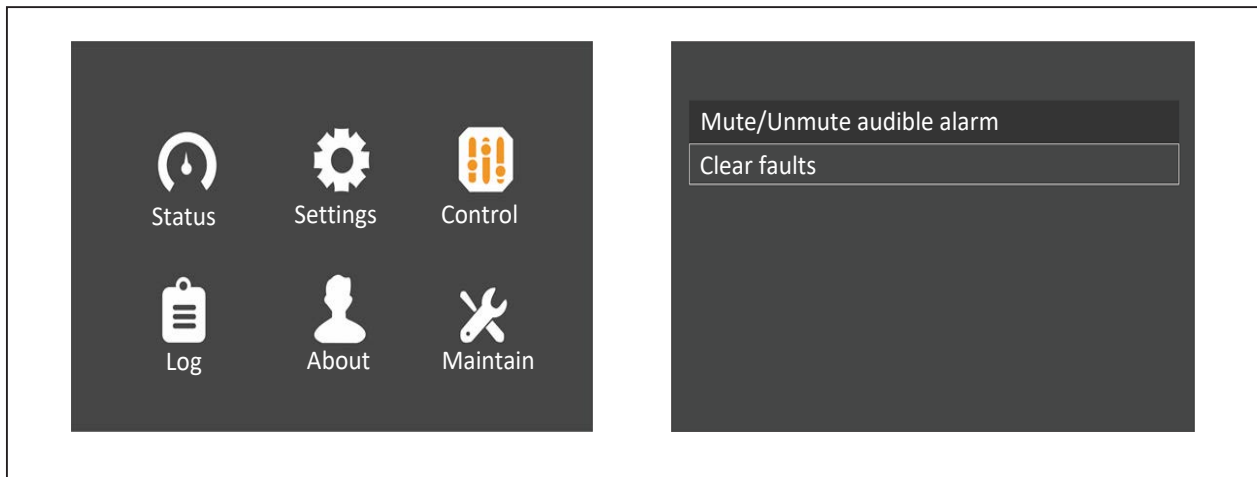 Status
Settings
Control
Log
About
Maintain
Mute/Unmute audible alarm
Clear faults